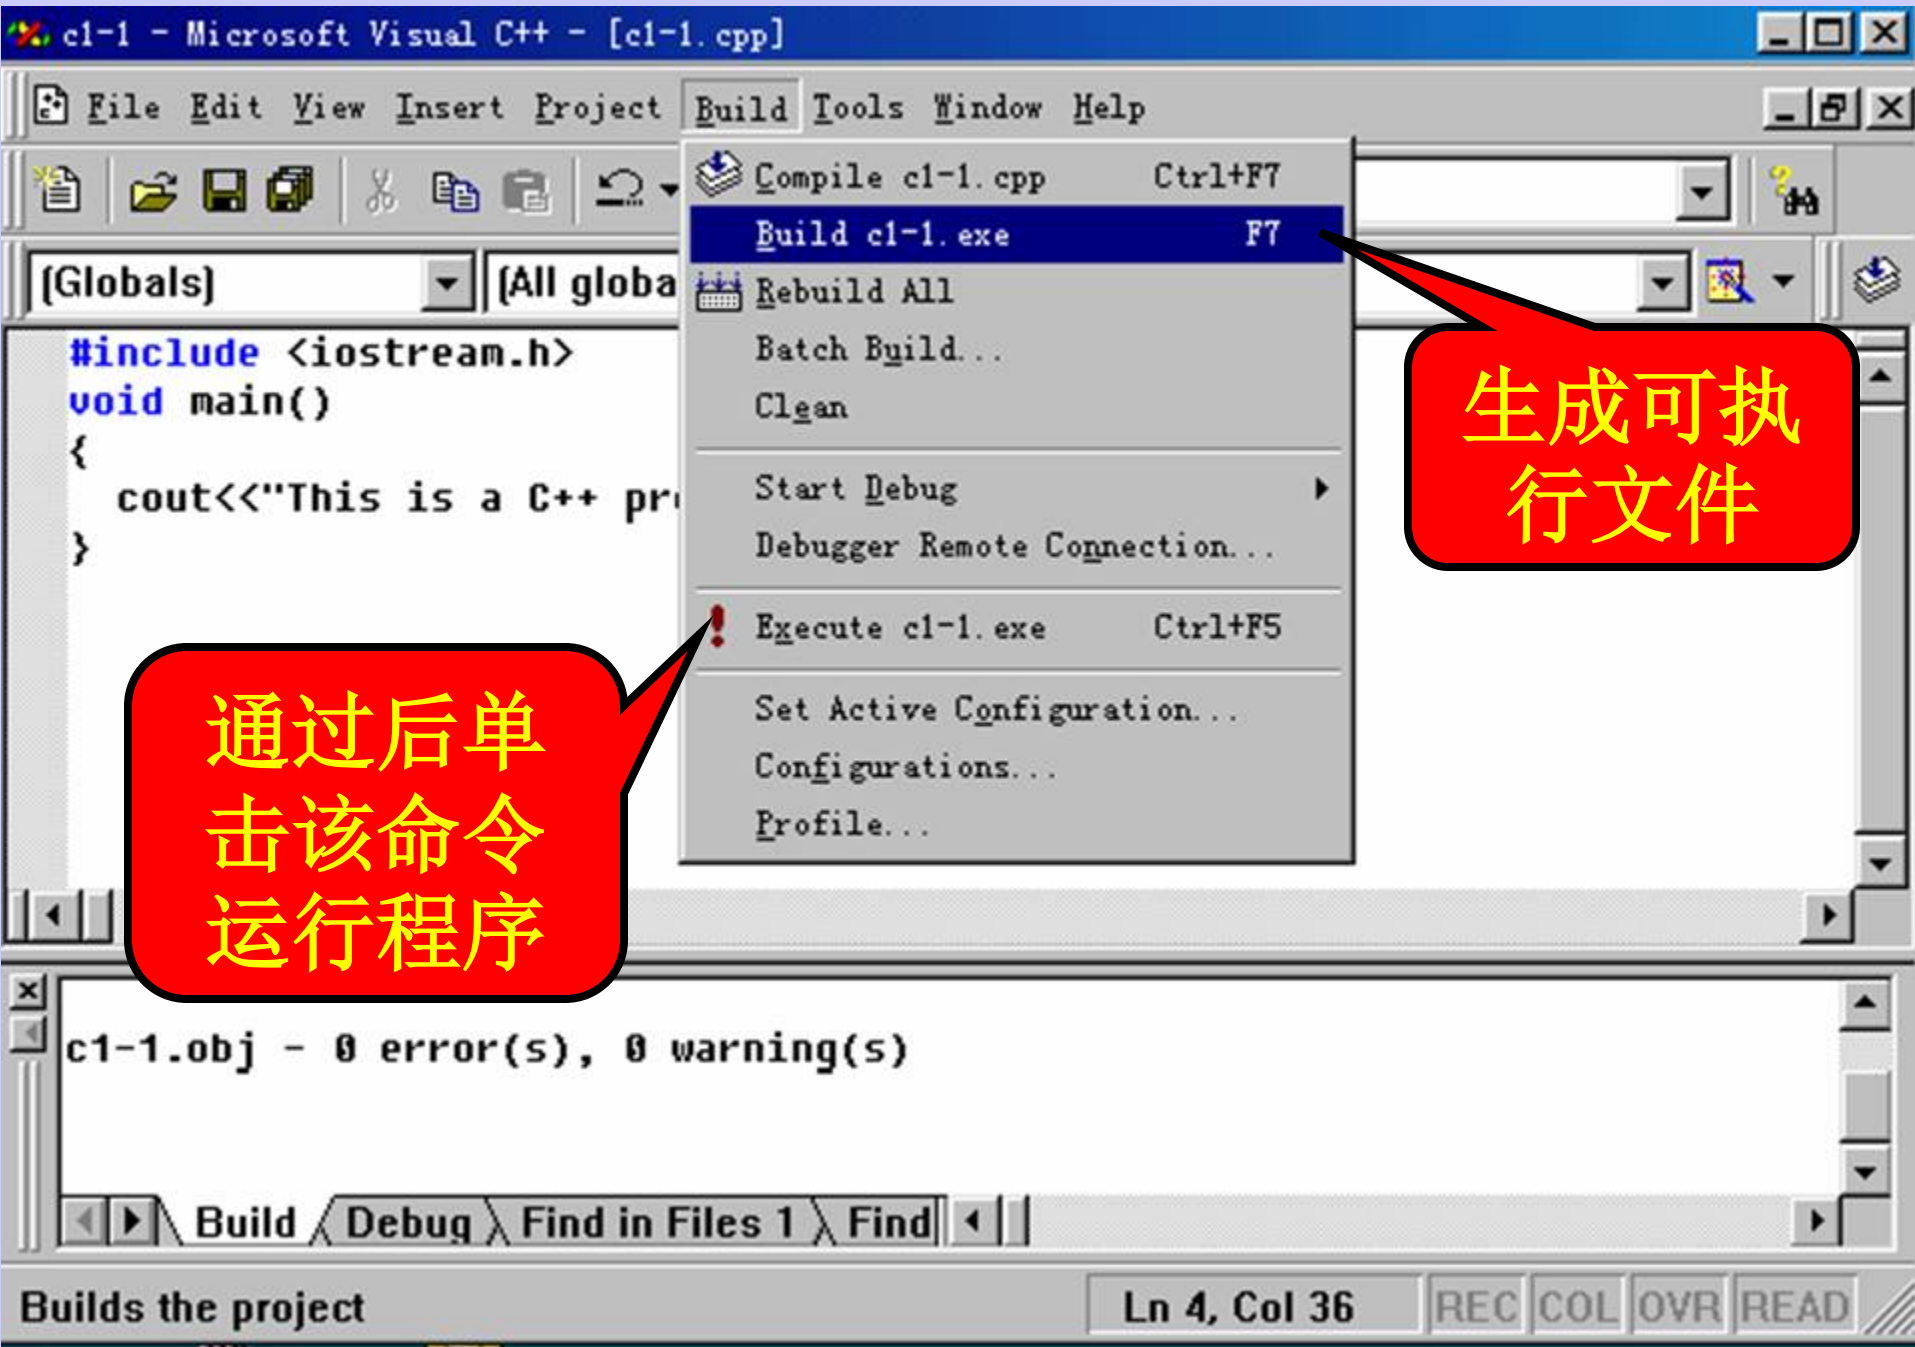 c1-1 - Microsoft Visual C++ - [c1-1.cpp]
File Edit View Insert Project Build Tools Window Help
Compile c1-1.cpp Ctrl+F7
Build c1-1.exe F7
(Globals) (All globa
Rebuild All
Batch Build...
Clean
Start Debug
Debugger Remote Connection...
Execute c1-1.exe Ctrl+F5
Set Active Configuration...
Configurations...
Profile...
#include <iostream.h>
void main()
{
cout<<"This is a C++ pr
}
生成可执
行文件
通过后单
击该命令
运行程序
c1-1.obj - 0 error(s), 0 warning(s)
Build Debug Find in Files 1 Find
Builds the project Ln 4, Col 36 REC COL OVR READ